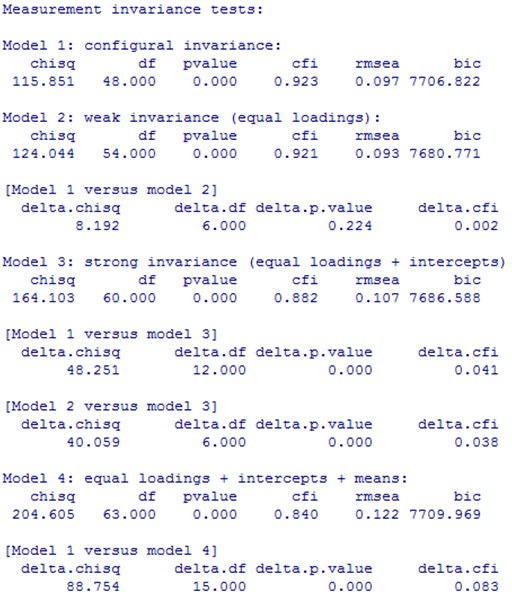 Measurement invariance tests:
Model 1: configural invariance:
chisq df pvalue cfi rmsea bic
115.851 48.000 0.000 0.923 0.097 7706.822
Model 2: weak invariance (equal loadings):
chisq df pvalue cfi rmsea bic
124.044 54.000 0.000 0.921 0.093 7680.771
[Model 1 versus model 2]
delta.chisq delta.df delta.p.value delta.cfi
8.192 6.000 0.224 0.002
Model 3: strong invariance (equal loadings + intercepts)
chisq df pvalue cfi rmsea bic
164.103 60.000 0.000 0.882 0.107 7686.588
[Model 1 versus model 3]
delta.chisq delta.df delta.p.value delta.cfi
48.251 12.000 0.000 0.041
[Model 2 versus model 3]
delta.chisq delta.df delta.p.value delta.cfi
40.059 6.000 0.000 0.038
Model 4: equal loadings + intercepts + means:
chisq df pvalue cfi rmsea bic
204.605 63.000 0.000 0.840 0.122 7709.969
[Model 1 versus model 4]
delta.chisq delta.df delta.p.value delta.cfi
88.754 15.000 0.000 0.083